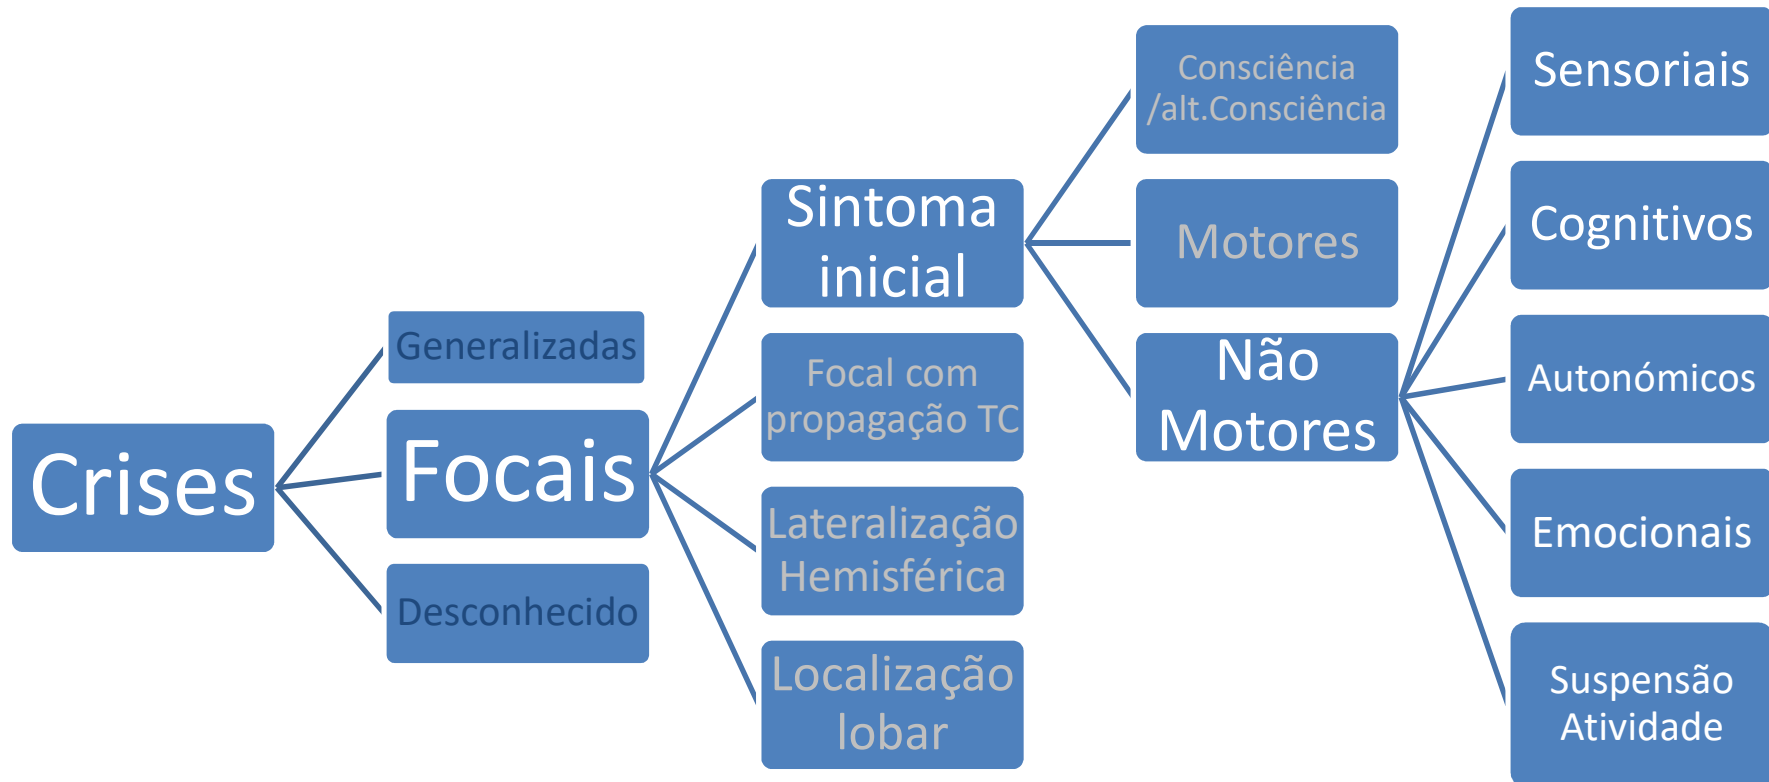 Crises
Generalizadas
Focais
Desconhecido
Sintoma
inicial
Focal com
propagação TC
Lateralização
Hemisférica
Localização
lobar
Consciência
/alt.Consciência
Motores
Não
Motores
Sensoriais
Cognitivos
Autonómicos
Emocionais
Suspensão
Atividade